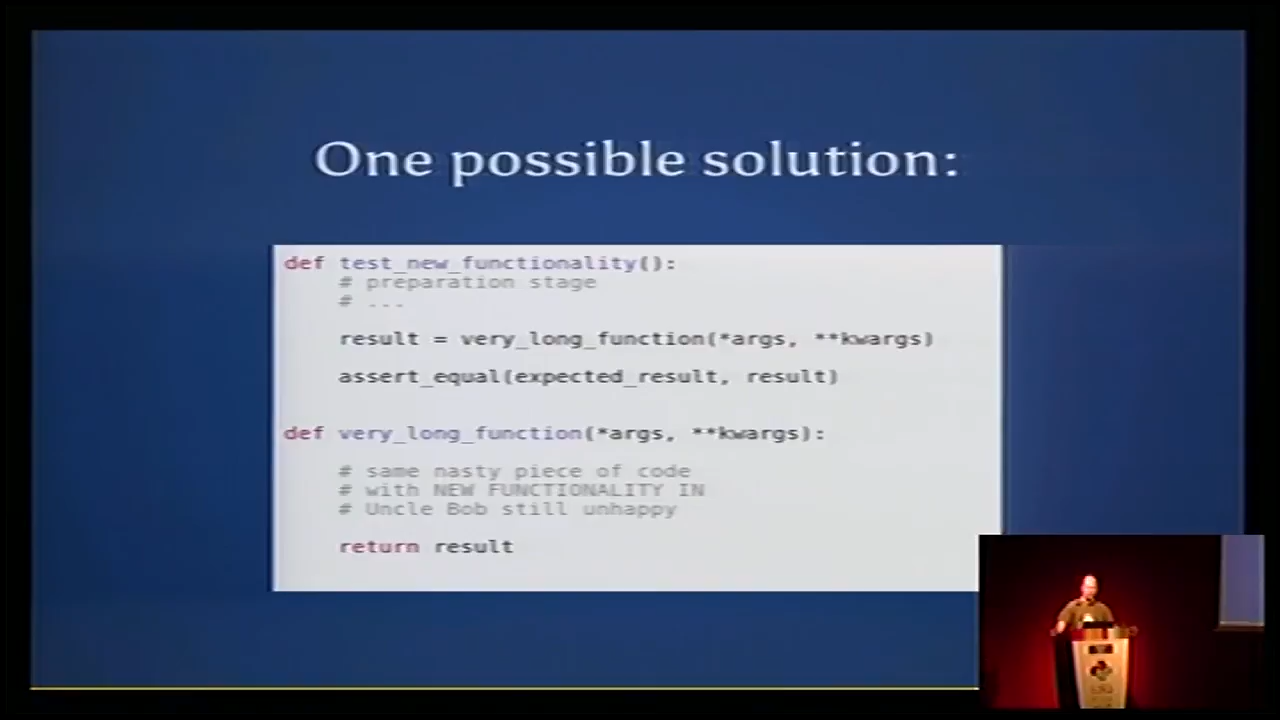 One possible solution:
def test_new_functionality():
# preparation stage
# ...
result = very_long_function(*args, **kwargs)
assert_equal(expected_result, result)
def very_long_function(*args, **kwargs):
# same nasty piece of code
# with NEW FUNCTIONALITY IN
# Uncle Bob still unhappy
return result